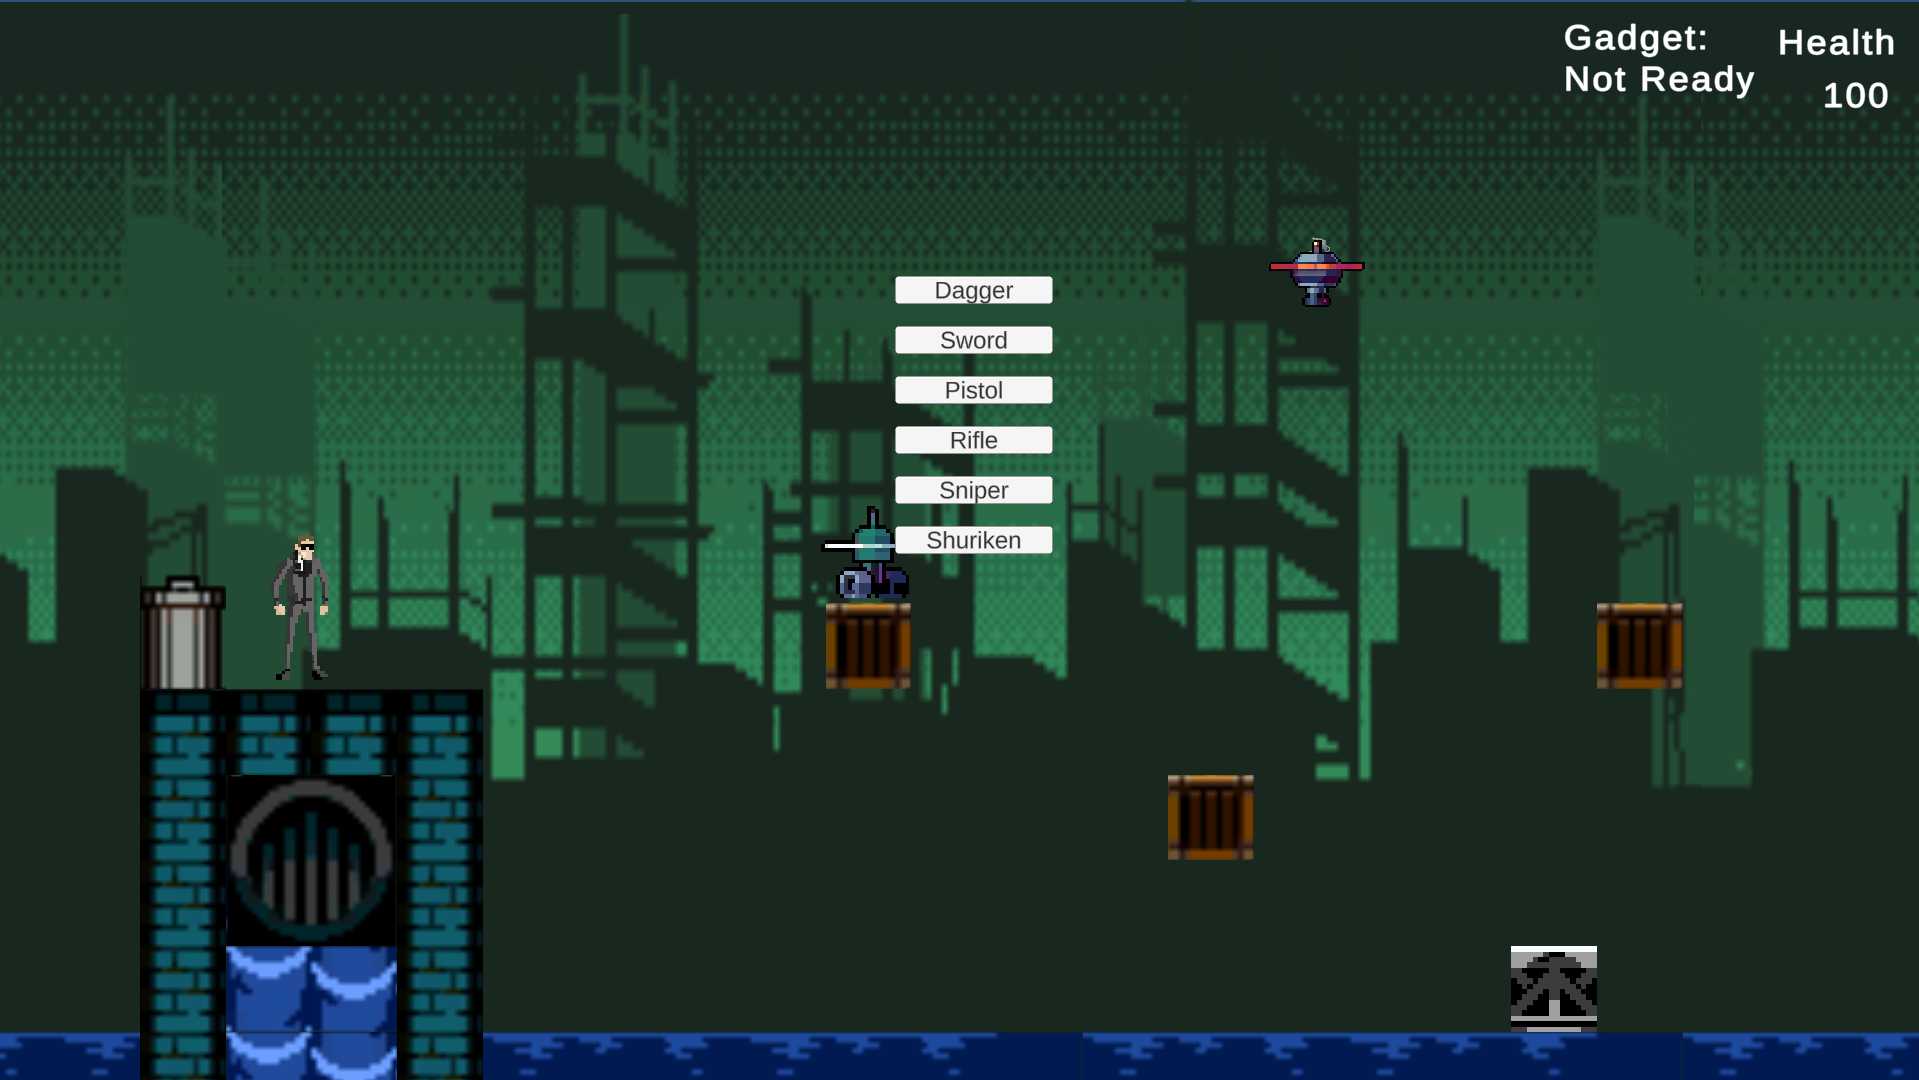 Gadget:
Not Ready
Health
100
Dagger
Sword
Pistol
Rifle
Sniper
Shuriken